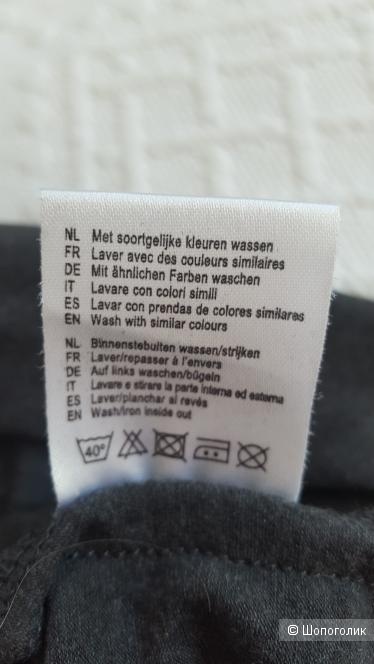 NL Met soortgelijke kleuren wassen
FR Laver avec des couleurs similaires
DE Mit ähnlichen Farben waschen
IT Lavare con colori simili
ES Lavar con prendas de colores similares
EN Wash with similar colours
NL Binnenstebuiten wassen/strijken
FR Laver/repasser à l'envers
DE Auf links waschen/bügeln
IT Lavare e stirare la parte interna ed esterna
ES Laver/planchar al revés
EN Wash/iron inside out
40°
© Шопоголик